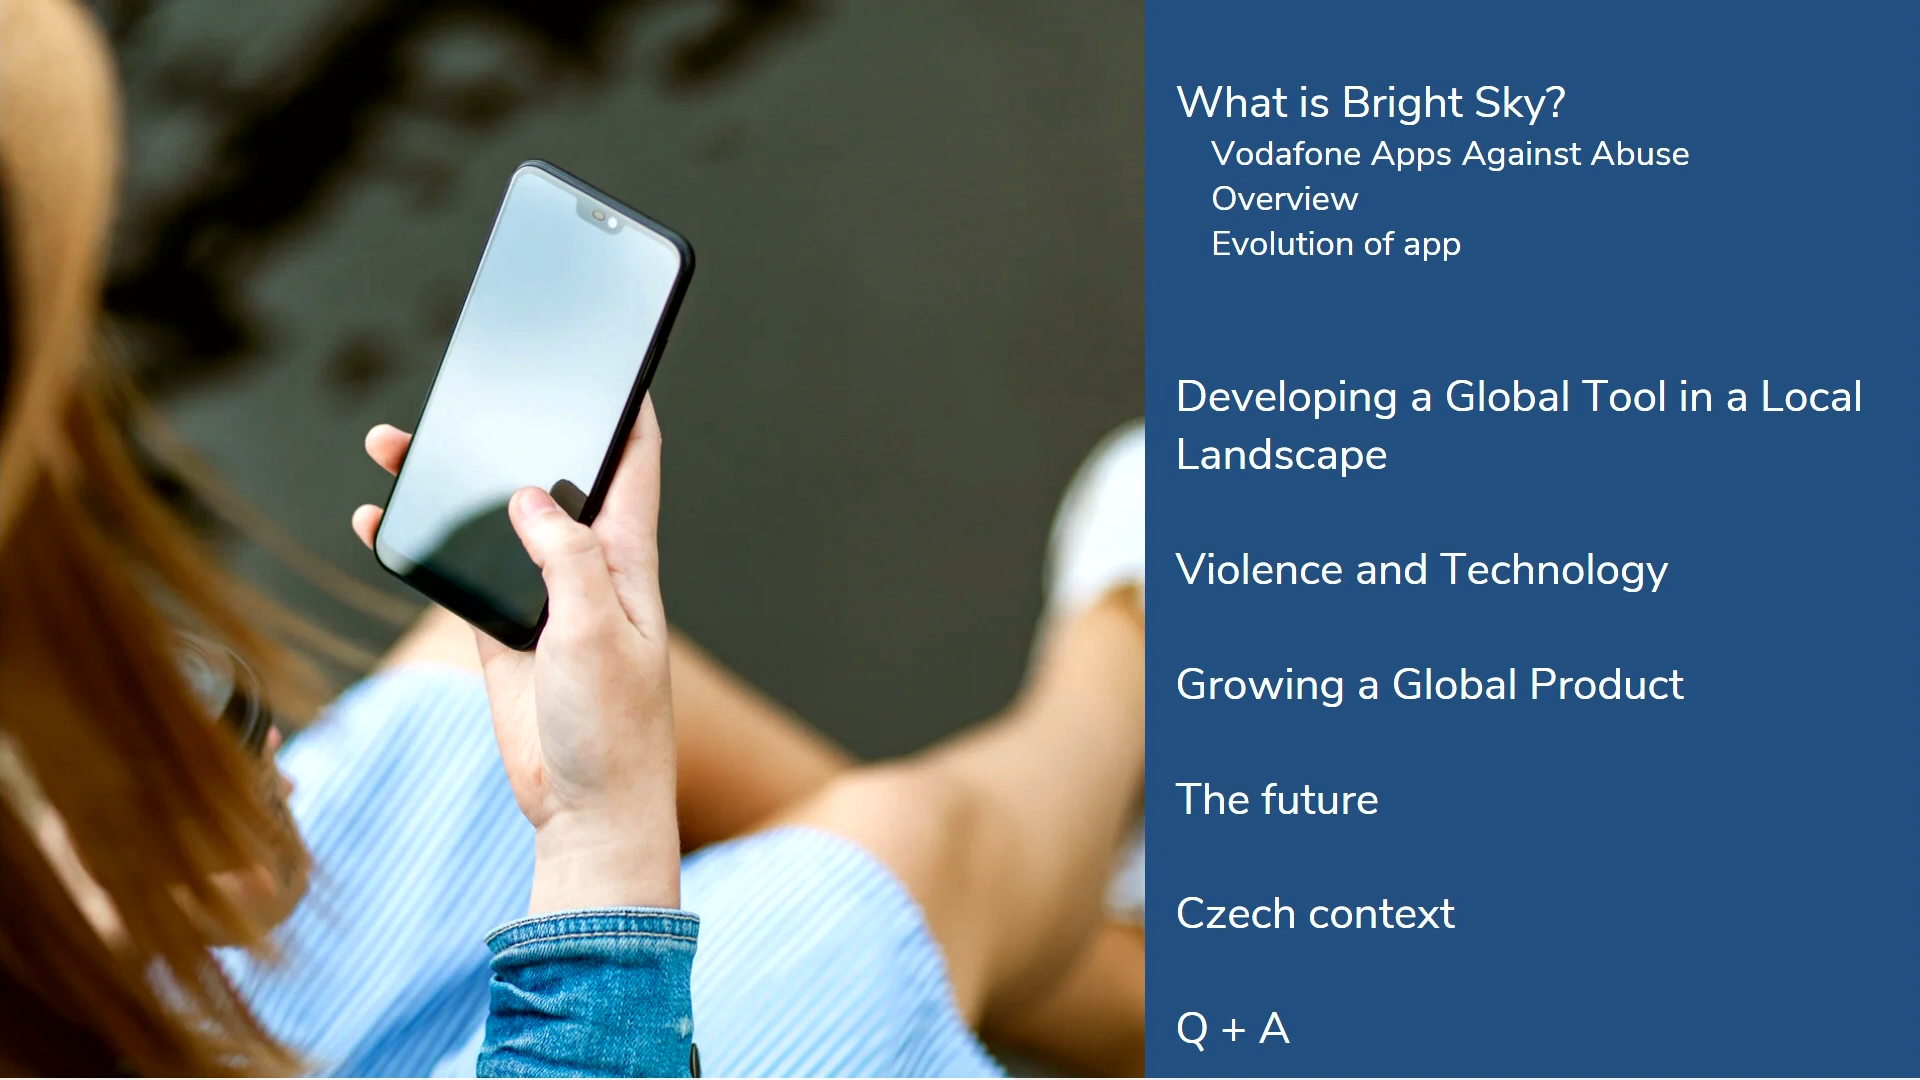 What is Bright Sky?
Vodafone Apps Against Abuse
Overview
Evolution of app
Developing a Global Tool in a Local
Landscape
Violence and Technology
Growing a Global Product
The future
Czech context
Q + A